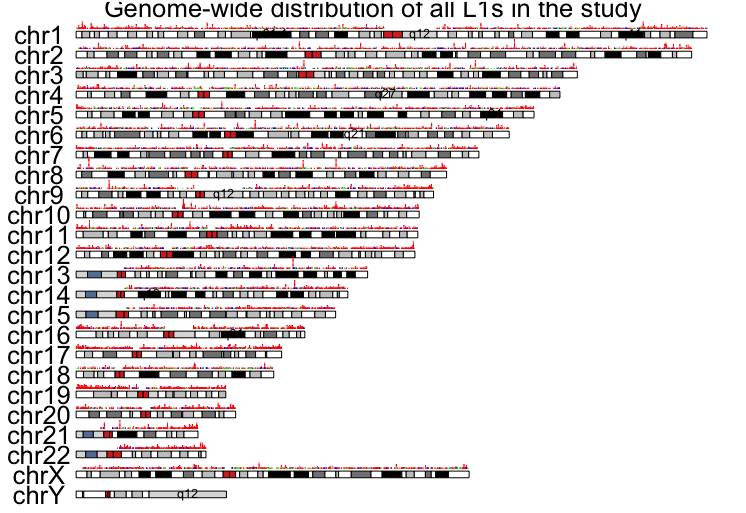 Genome-wide distribution of all L1s in the study
chr1 q12
chr2
chr3
chr4 q27
chr5
chr6 q21
chr7
chr8
chr9 q12
chr10
chr11
chr12
chr13
chr14
chr15
chr16
chr17
chr18
chr19
chr20
chr21
chr22
chrX
chrY q12